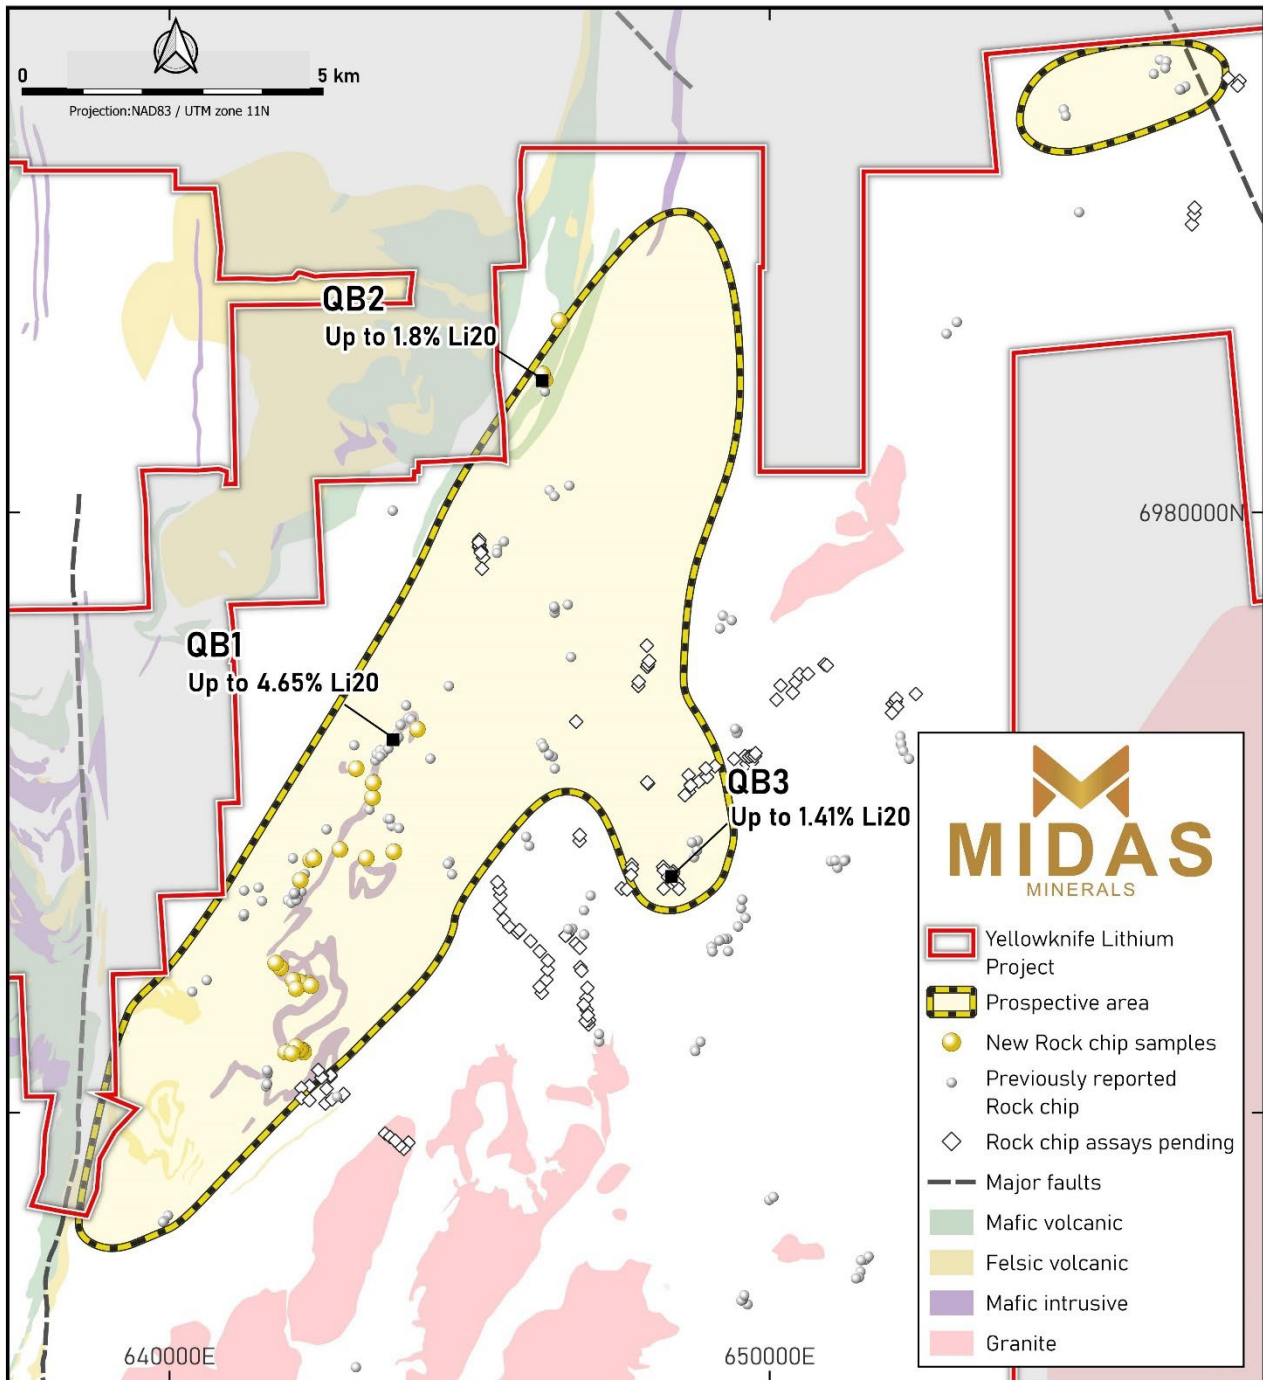 0
5 km
Projection:NAD83 / UTM zone 11N
QB2
Up to 1.8% Li20
6980000N
QB1
Up to 4.65% Li20
QB3
Up to 1.41% Li20
MIDAS
MINERALS
Yellowknife Lithium
Project
Prospective area
New Rock chip samples
Previously reported
Rock chip
Rock chip assays pending
Major faults
Mafic volcanic
Felsic volcanic
Mafic intrusive
Granite
640000E
650000E